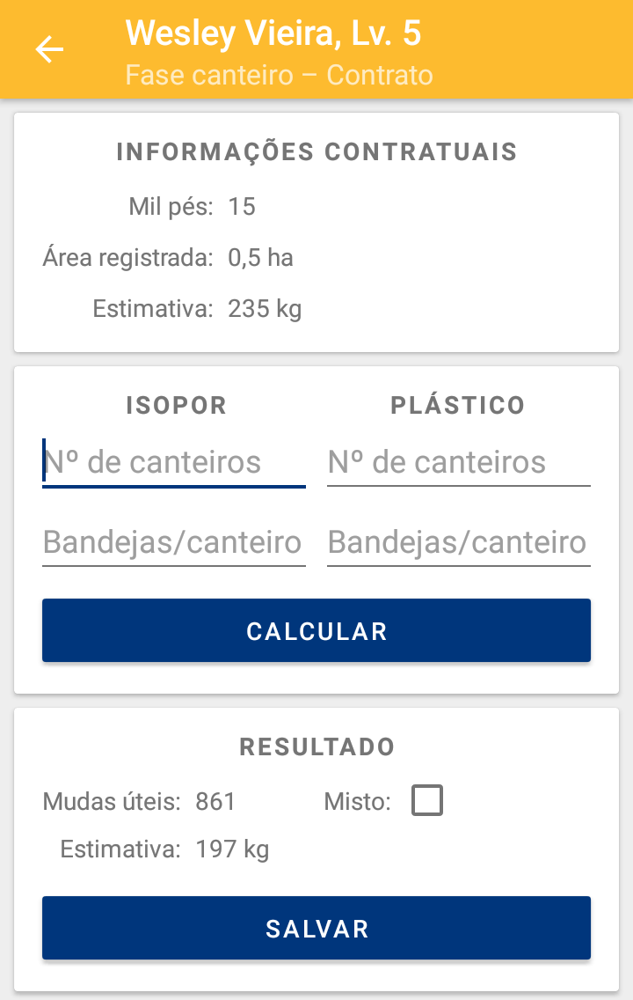 Wesley Vieira, Lv. 5
Fase canteiro – Contrato
INFORMAÇÕES CONTRATUAIS
Mil pés: 15
Área registrada: 0,5 ha
Estimativa: 235 kg
ISOPOR PLÁSTICO
Nº de canteiros Nº de canteiros
Bandejas/canteiro Bandejas/canteiro
CALCULAR
RESULTADO
Mudas úteis: 861 Misto:
Estimativa: 197 kg
SALVAR